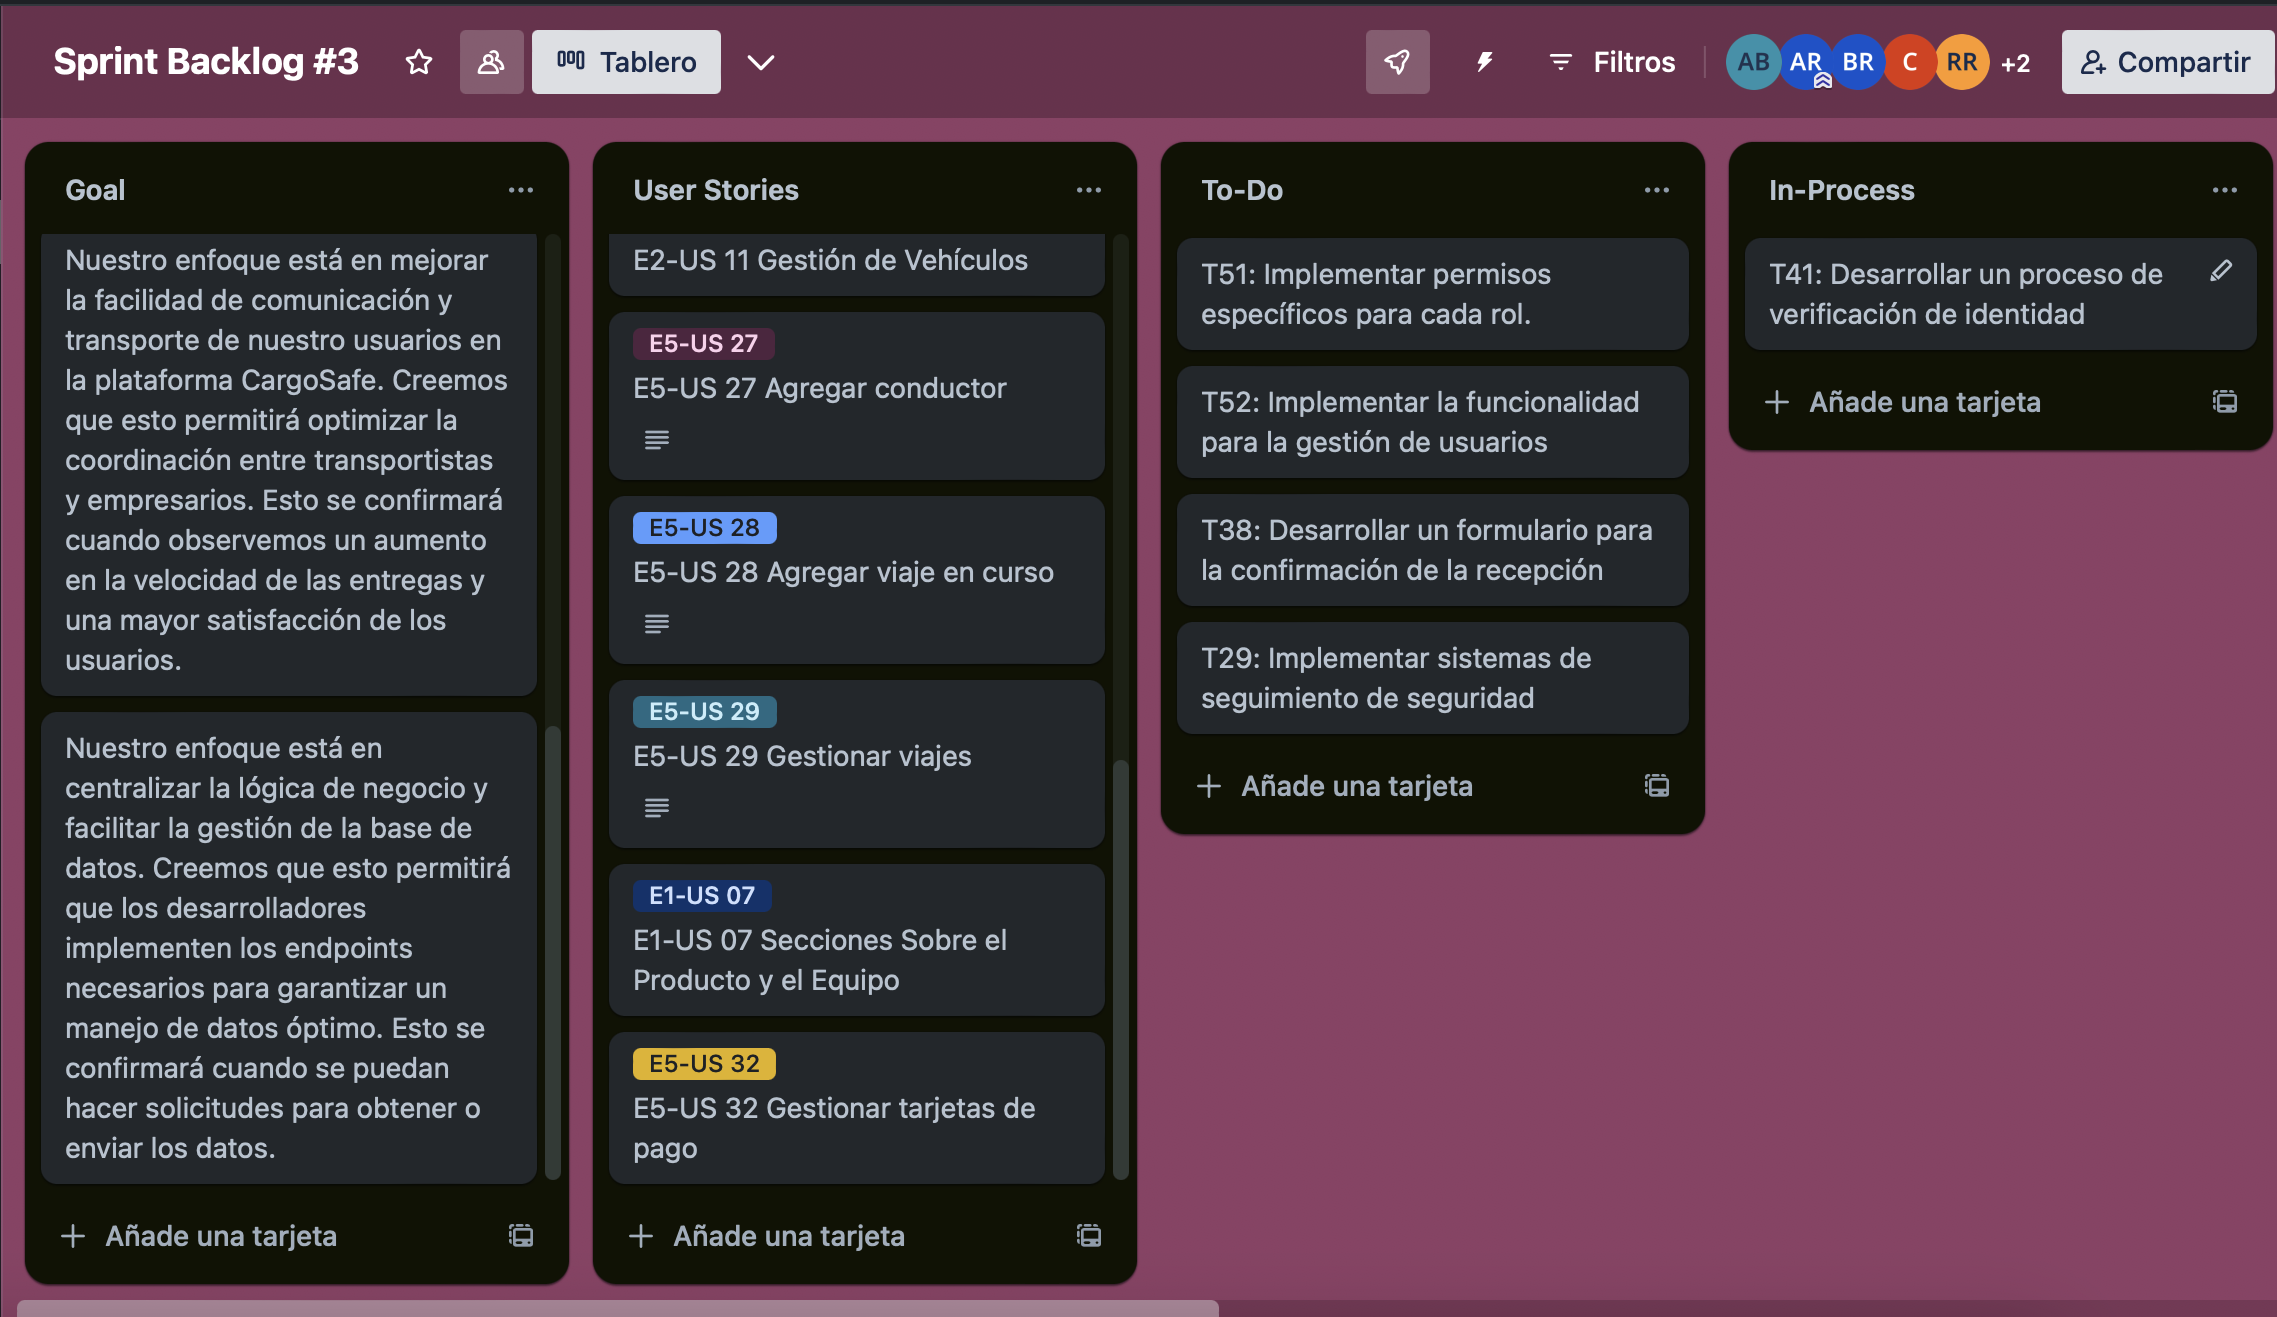 Sprint Backlog #3
Tablero
Filtros
AB
AR
BR
C
RR
+2
Compartir
Goal
Nuestro enfoque está en mejorar
la facilidad de comunicación y
transporte de nuestro usuarios en
la plataforma CargoSafe. Creemos
que esto permitirá optimizar la
coordinación entre transportistas
y empresarios. Esto se confirmará
cuando observemos un aumento
en la velocidad de las entregas y
una mayor satisfacción de los
usuarios.
Nuestro enfoque está en
centralizar la lógica de negocio y
facilitar la gestión de la base de
datos. Creemos que esto permitirá
que los desarrolladores
implementen los endpoints
necesarios para garantizar un
manejo de datos óptimo. Esto se
confirmará cuando se puedan
hacer solicitudes para obtener o
enviar los datos.
Añade una tarjeta
User Stories
E2-US 11 Gestión de Vehículos
E5-US 27
E5-US 27 Agregar conductor
E5-US 28
E5-US 28 Agregar viaje en curso
E5-US 29
E5-US 29 Gestionar viajes
E1-US 07
E1-US 07 Secciones Sobre el
Producto y el Equipo
E5-US 32
E5-US 32 Gestionar tarjetas de
pago
Añade una tarjeta
To-Do
T51: Implementar permisos
específicos para cada rol.
T52: Implementar la funcionalidad
para la gestión de usuarios
T38: Desarrollar un formulario para
la confirmación de la recepción
T29: Implementar sistemas de
seguimiento de seguridad
Añade una tarjeta
In-Process
T41: Desarrollar un proceso de
verificación de identidad
Añade una tarjeta